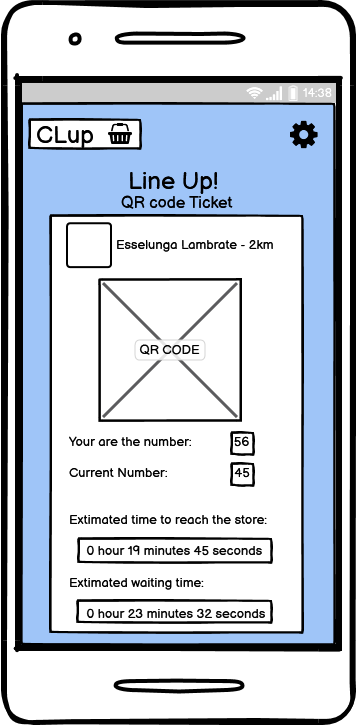 14:38
CLup
Line Up!
QR code Ticket
Esselunga Lambrate - 2km
QR CODE
Your are the number: 56
Current Number: 45
Extimated time to reach the store:
0 hour 19 minutes 45 seconds
Extimated waiting time:
0 hour 23 minutes 32 seconds